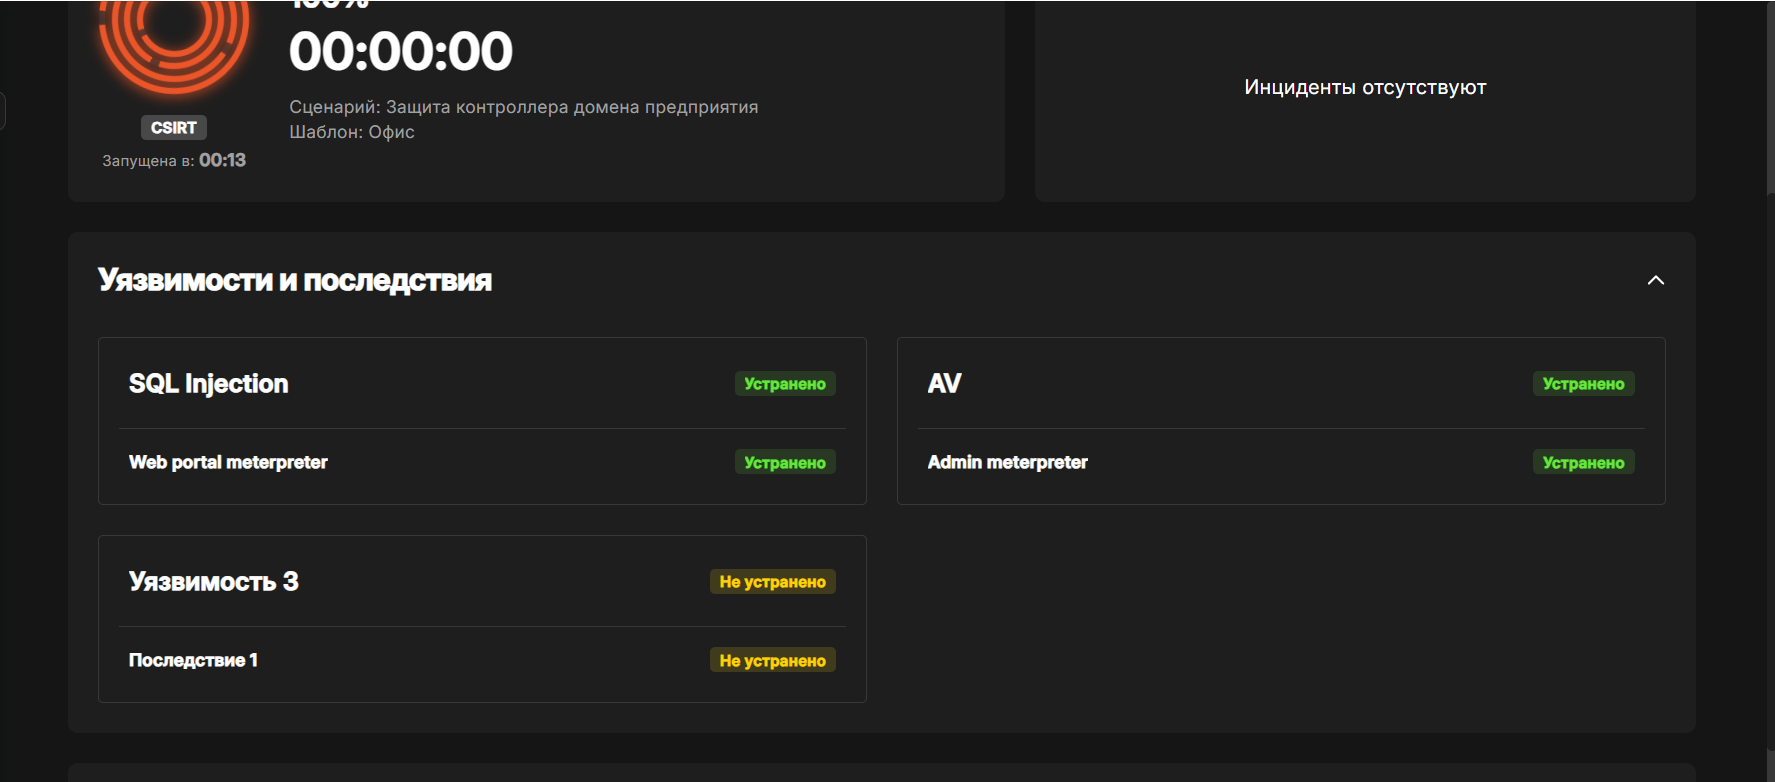 100%
00:00:00
Сценарий: Защита контроллера домена предприятия
Шаблон: Офис
CSIRT
Запущена в: 00:13
Инциденты отсутствуют
Уязвимости и последствия
SQL Injection Устранено
Web portal meterpreter Устранено
AV Устранено
Admin meterpreter Устранено
Уязвимость 3 Не устранено
Последствие 1 Не устранено